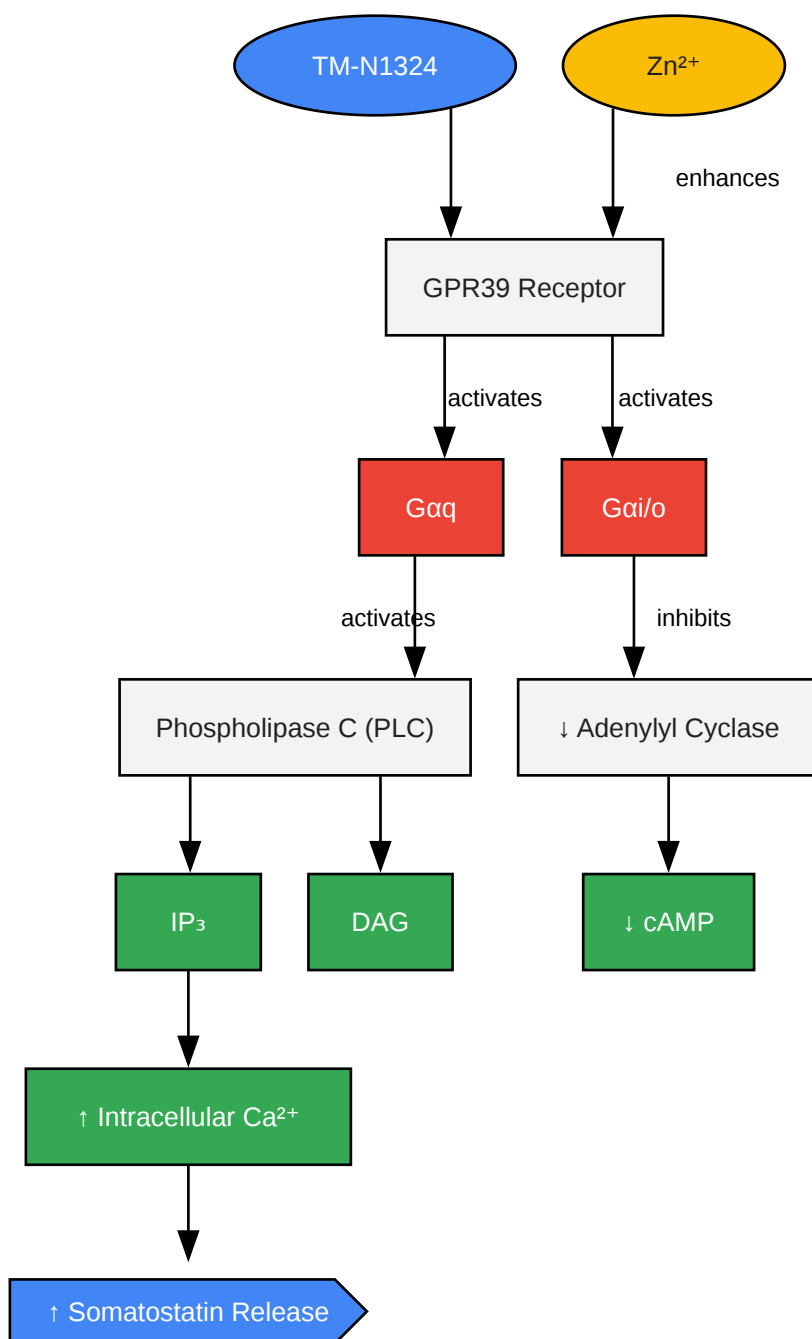 TM-N1324
Zn²⁺
enhances
GPR39 Receptor
activates
activates
Gαq
Gαi/o
activates
inhibits
Phospholipase C (PLC)
↓ Adenylyl Cyclase
IP₃
DAG
↓ cAMP
↑ Intracellular Ca²⁺
↑ Somatostatin Release